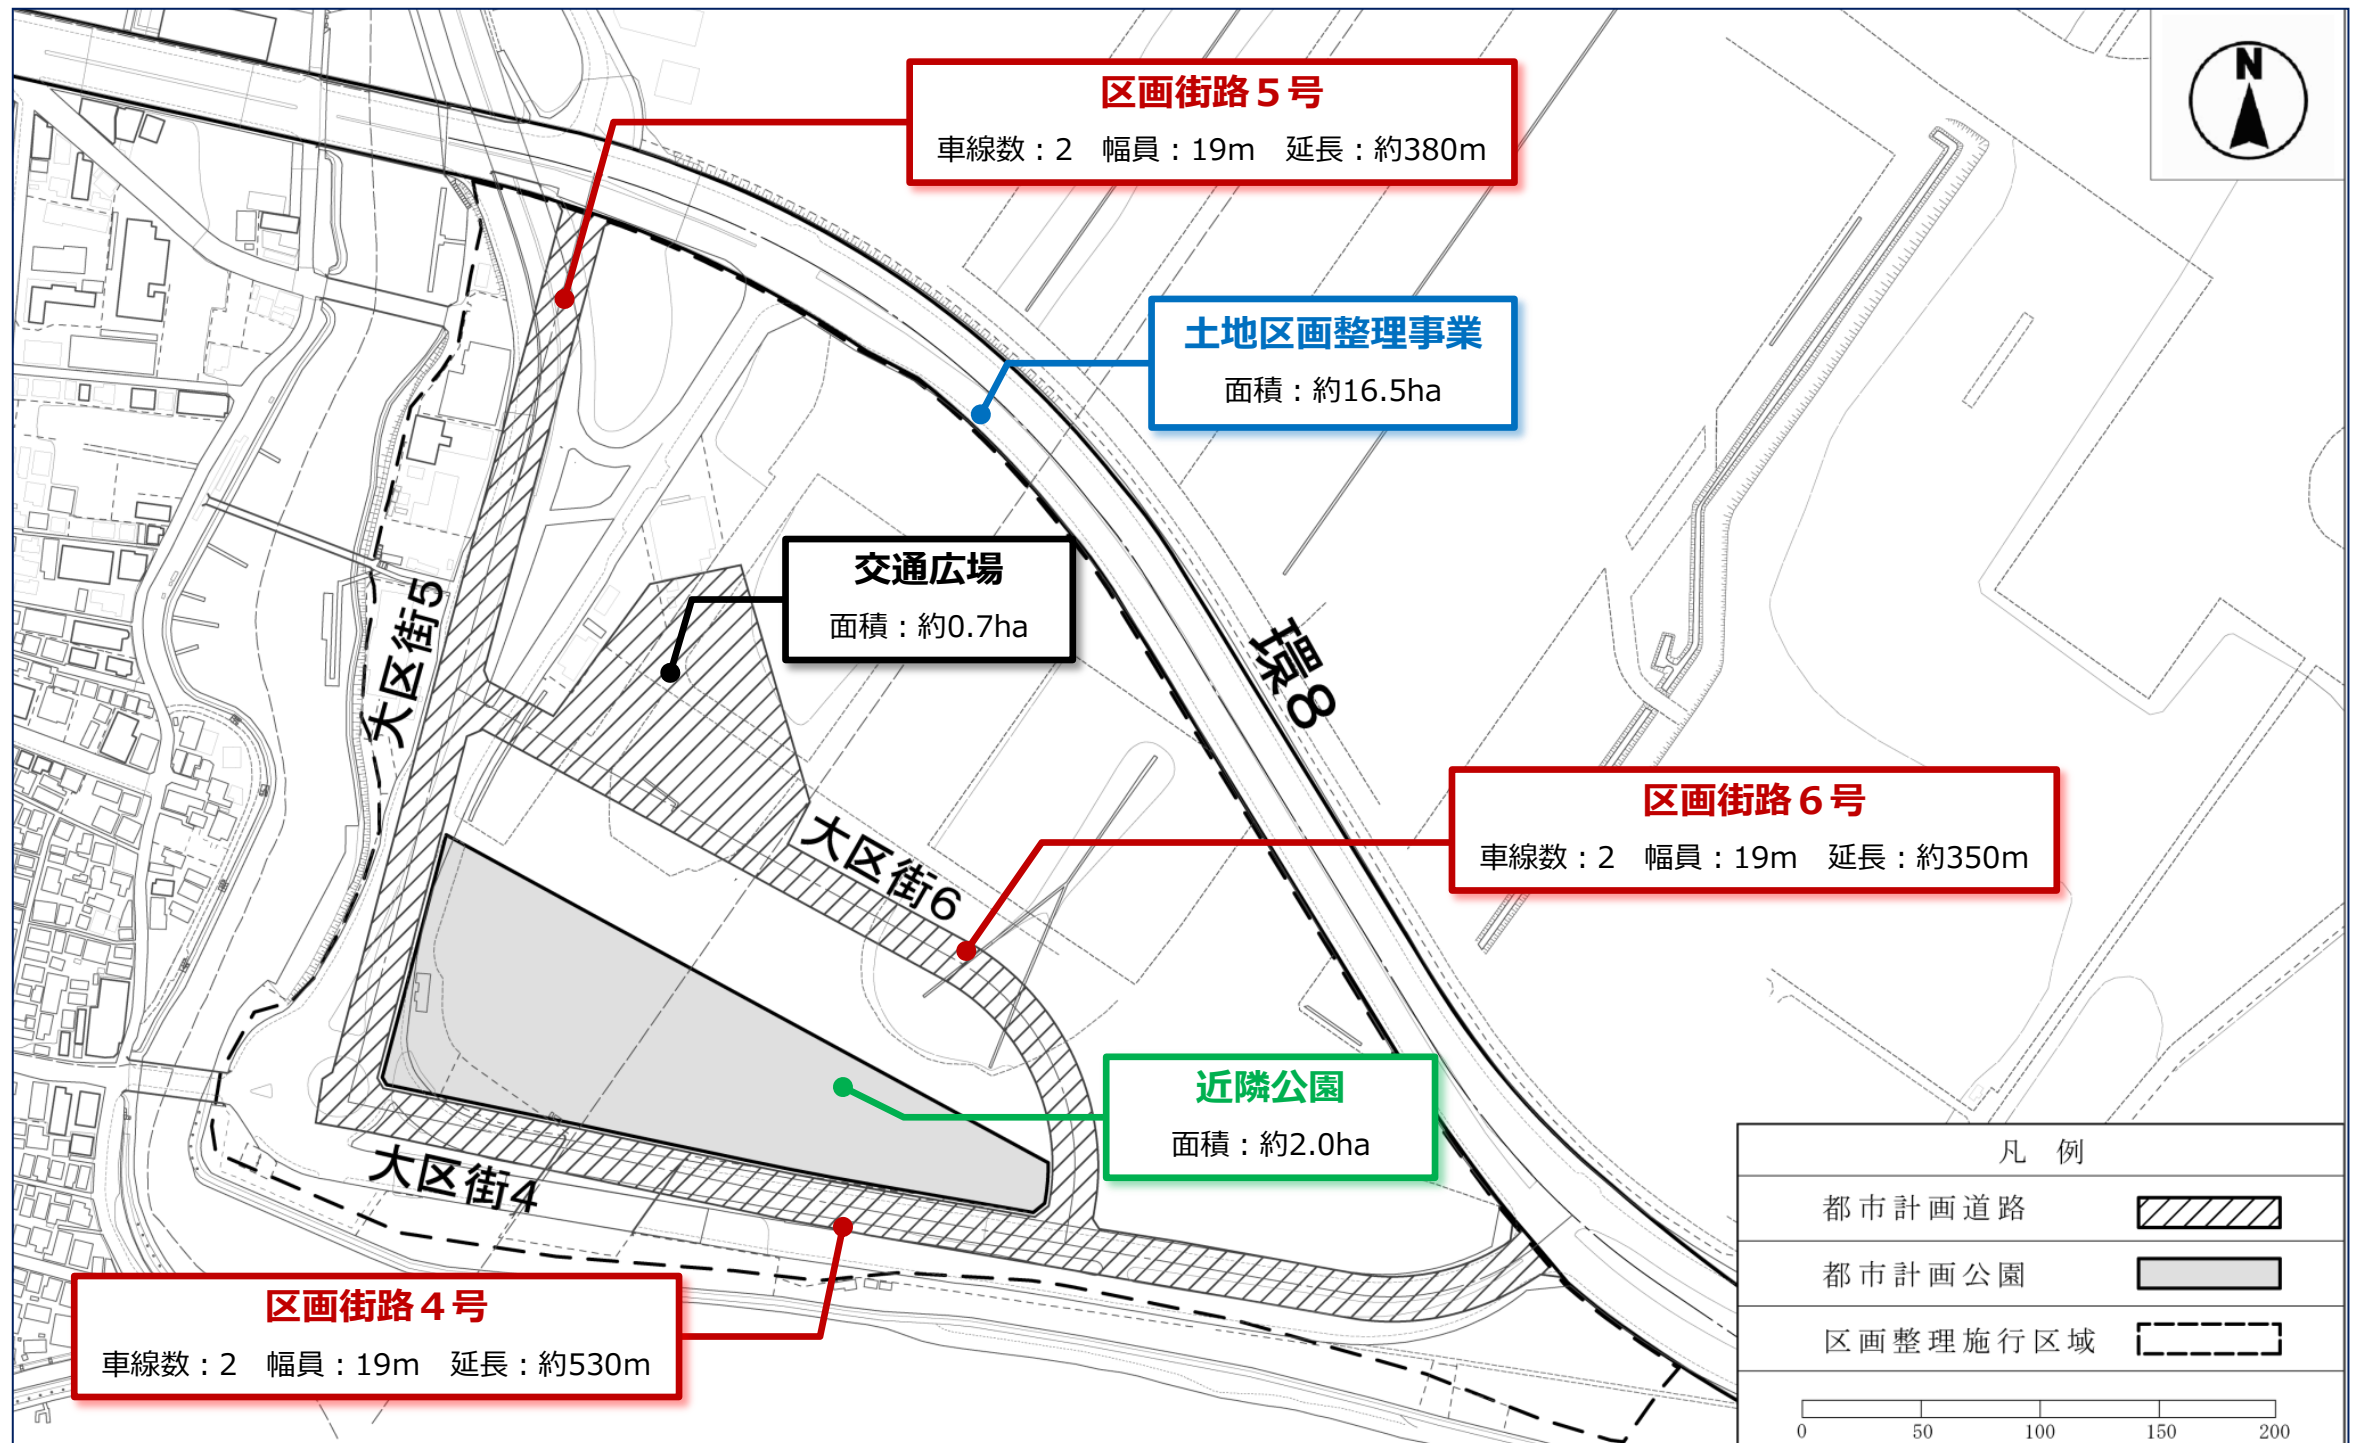 N
区画街路５号
車線数：2　幅員：19m　延長：約380m
土地区画整理事業
面積：約16.5ha
交通広場
面積：約0.7ha
大区街5
環8
区画街路６号
車線数：2　幅員：19m　延長：約350m
大区街6
近隣公園
面積：約2.0ha
大区街4
区画街路４号
車線数：2　幅員：19m　延長：約530m
凡　例
都市計画道路
都市計画公園
区画整理施行区域
0 50 100 150 200